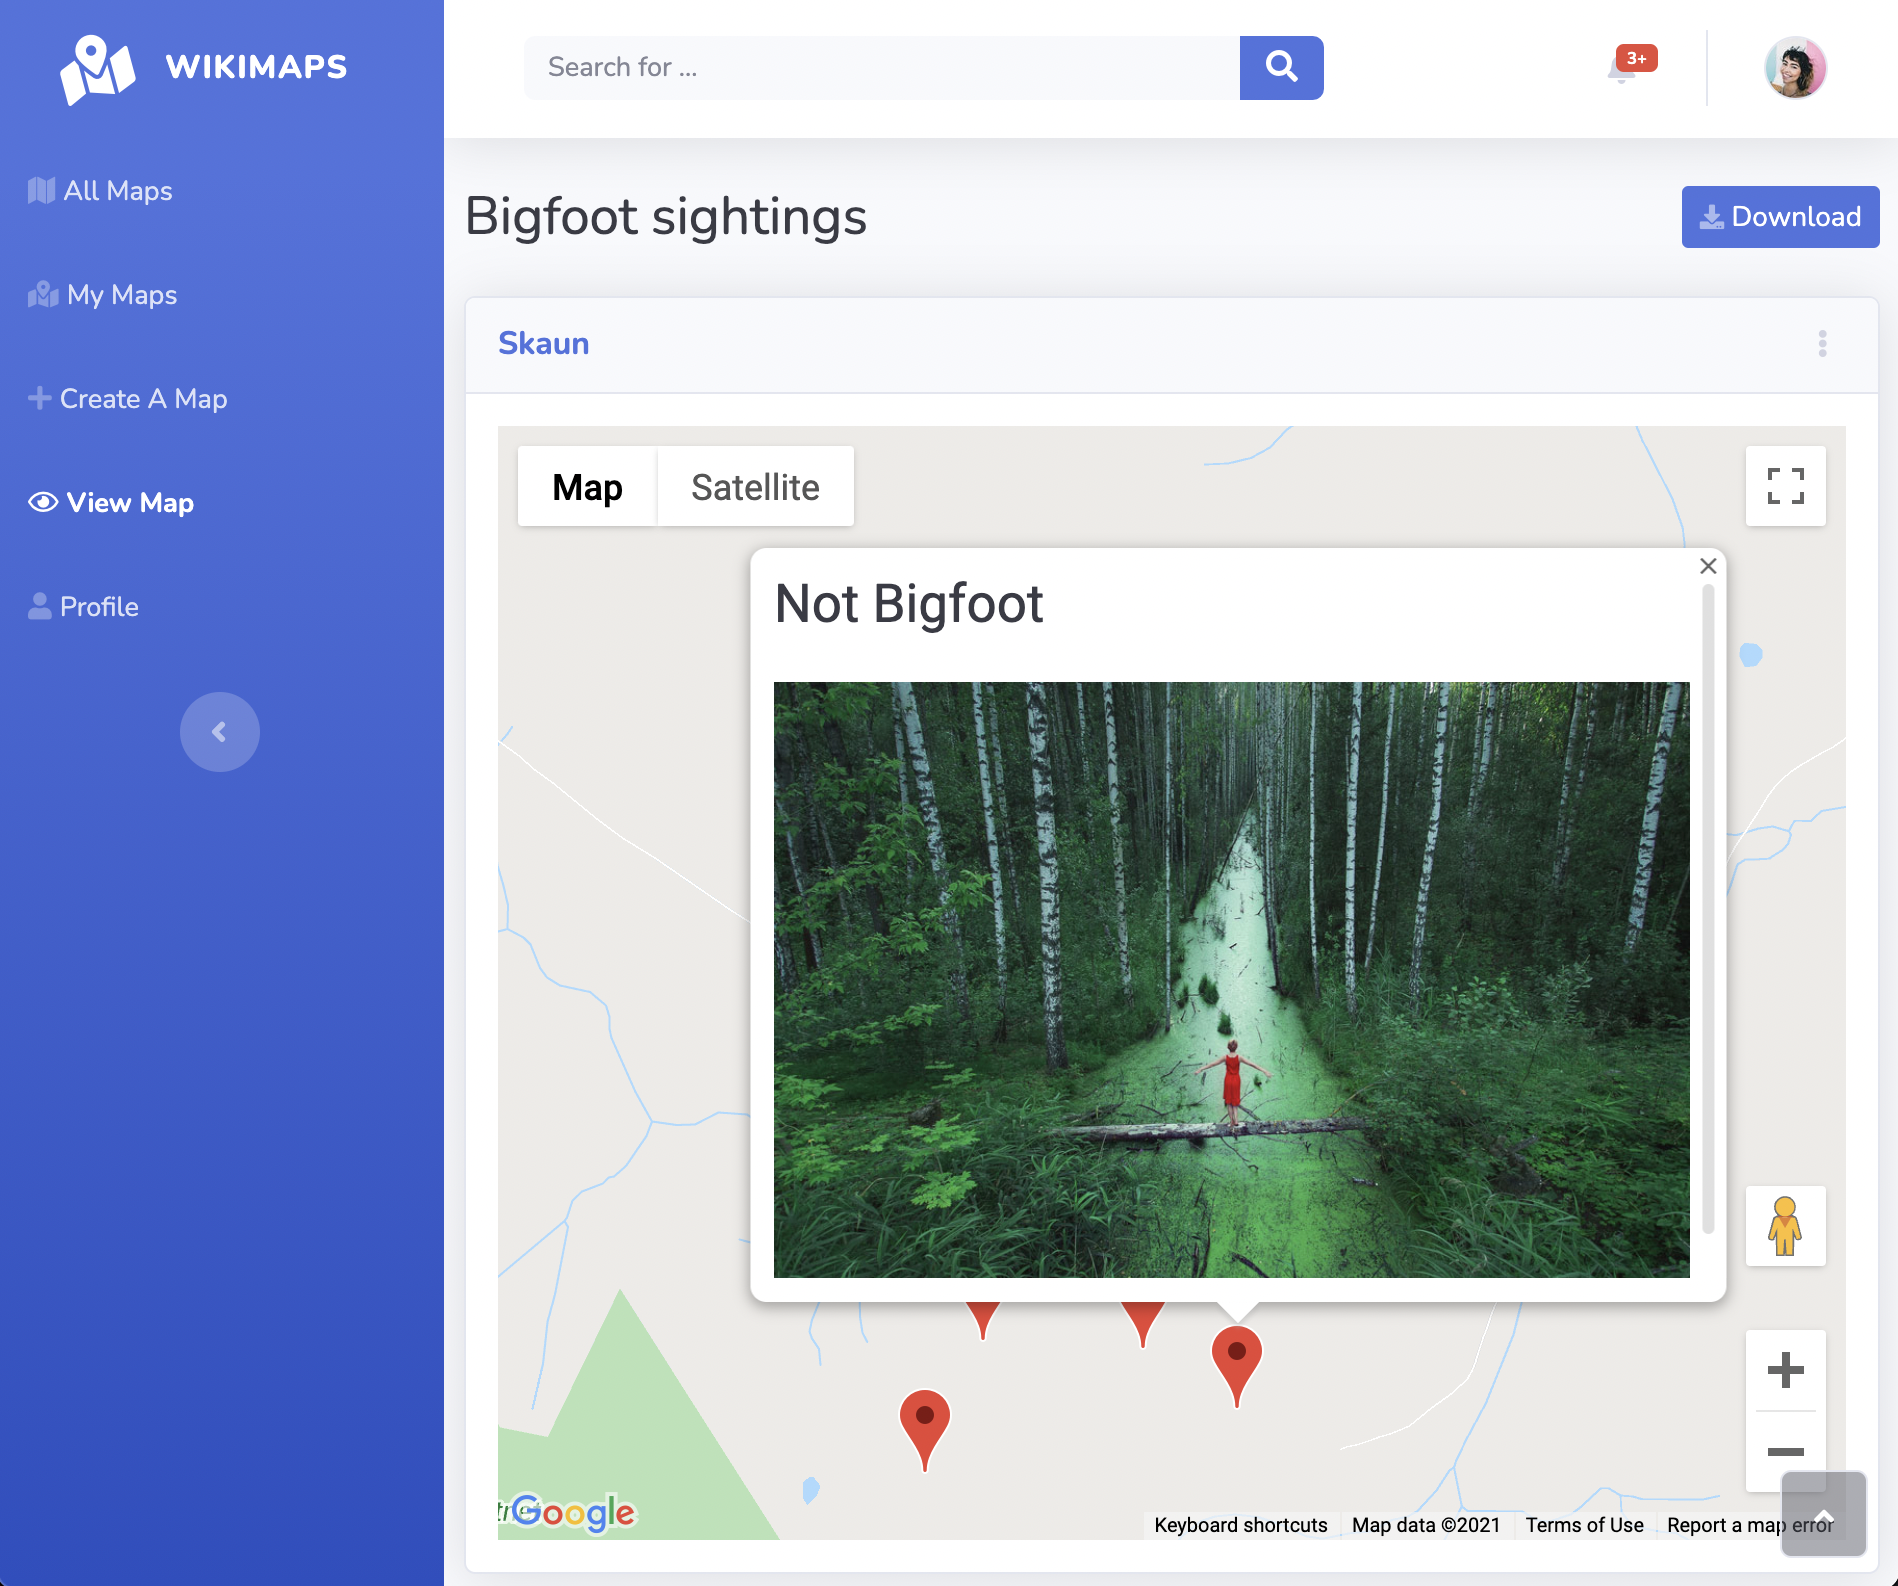 WIKIMAPS
Search for ...
3+
All Maps
My Maps
Create A Map
View Map
Profile
Bigfoot sightings
Download
Skaun
Map
Satellite
Not Bigfoot
Google
Keyboard shortcuts
Map data ©2021
Terms of Use
Report a map error